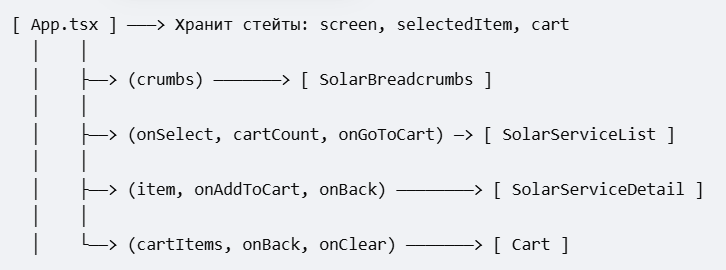 [ App.tsx ] ───> Хранит стейты: screen, selectedItem, cart
│    │
│    ├──> (crumbs) ───────> [ SolarBreadcrumbs ]
│    │
│    ├──> (onSelect, cartCount, onGoToCart) ─> [ SolarServiceList ]
│    │
│    ├──> (item, onAddToCart, onBack) ────────> [ SolarServiceDetail ]
│    │
│    └──> (cartItems, onBack, onClear) ───────> [ Cart ]